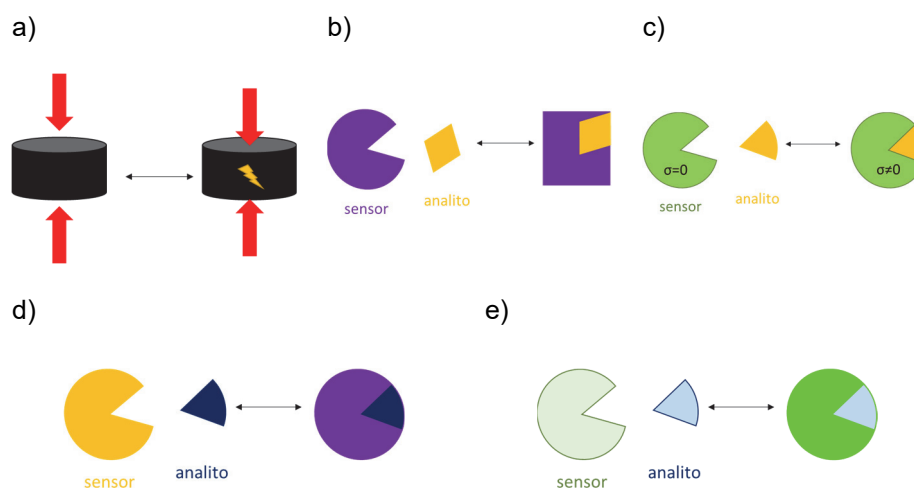 a)
b)
c)
σ=0
σ≠0
sensor
analito
sensor
analito
d)
e)
sensor
analito
sensor
analito